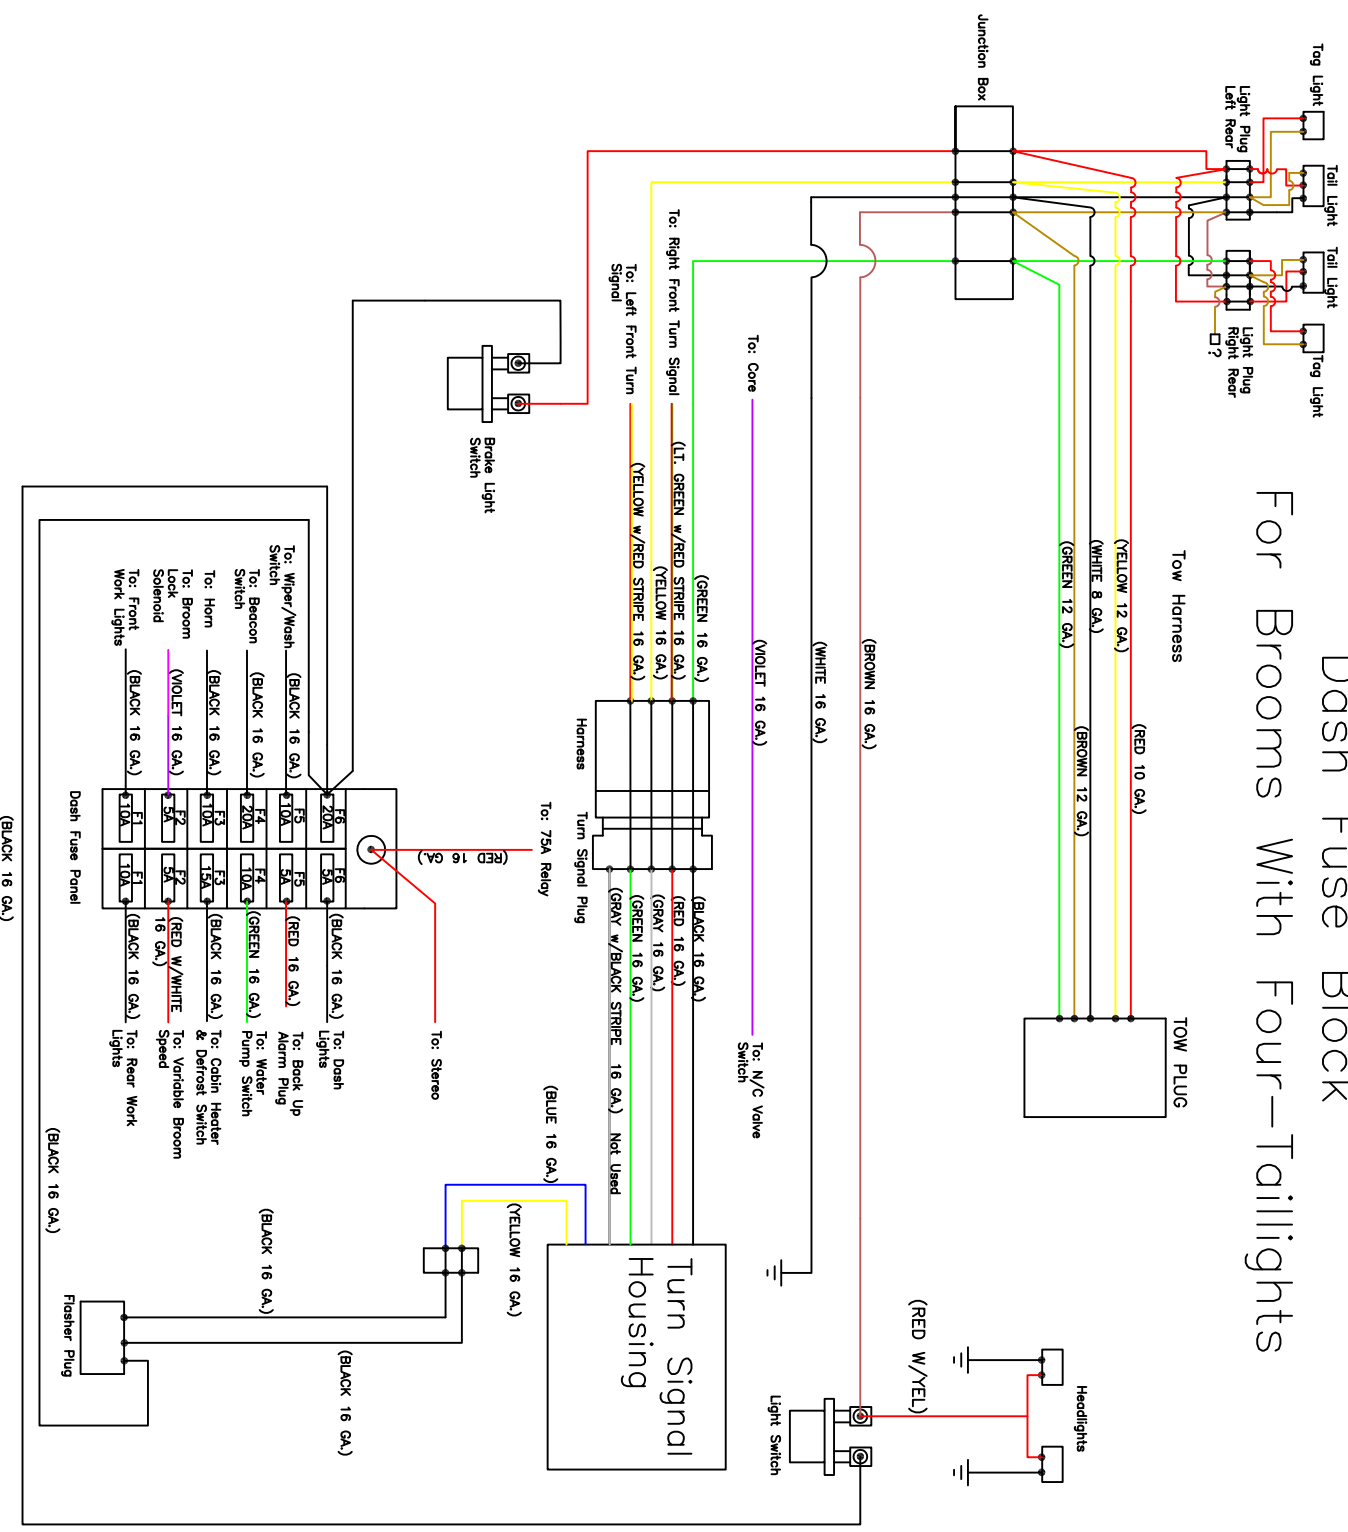 Dash Fuse Block
For Brooms With Four-Taillights
Tag Light
Tail Light
Tail Light
Tag Light
Light Plug
Left Rear
Light Plug
Right Rear
?
Junction Box
Tow Harness
TOW PLUG
(RED 10 GA.)
(YELLOW 12 GA.)
(WHITE 8 GA.)
(BROWN 12 GA.)
(GREEN 12 GA.)
Headlights
(RED W/YEL)
Light Switch
(BROWN 16 GA.)
(WHITE 16 GA.)
To: Core
(VIOLET 16 GA.)
To: N/C Valve
Switch
To: Right Front Turn Signal
To: Left Front Turn
Signal
(GREEN 16 GA.)
(LT. GREEN w/RED STRIPE 16 GA.)
(YELLOW 16 GA.)
(YELLOW w/RED STRIPE 16 GA.)
Harness
Turn Signal Plug
(BLACK 16 GA.)
(RED 16 GA.)
(GRAY 16 GA.)
(GREEN 16 GA.)
(GRAY w/BLACK STRIPE 16 GA.) Not Used
Turn Signal
Housing
(BLUE 16 GA.)
(YELLOW 16 GA.)
Brake Light
Switch
To: 75A Relay
(RED 16 GA.)
To: Stereo
To: Wiper/Wash
Switch
(BLACK 16 GA.)
To: Beacon
Switch
(BLACK 16 GA.)
To: Horn
(BLACK 16 GA.)
To: Broom
Lock
Solenoid
(VIOLET 16 GA.)
To: Front
Work Lights
(BLACK 16 GA.)
F6
20A
F5
10A
F4
20A
F3
10A
F2
5A
F1
10A
F6
5A
F5
5A
F4
10A
F3
15A
F2
5A
F1
10A
Dash Fuse Panel
(BLACK 16 GA.)
To: Dash
Lights
(RED 16 GA.)
To: Back Up
Alarm Plug
(GREEN 16 GA.)
To: Water
Pump Switch
(BLACK 16 GA.)
To: Cabin Heater
& Defrost Switch
(RED W/WHITE
16 GA.)
To: Variable Broom
Speed
(BLACK 16 GA.)
To: Rear Work
Lights
(BLACK 16 GA.)
(BLACK 16 GA.)
Flasher Plug
(BLACK 16 GA.)
(BLACK 16 GA.)